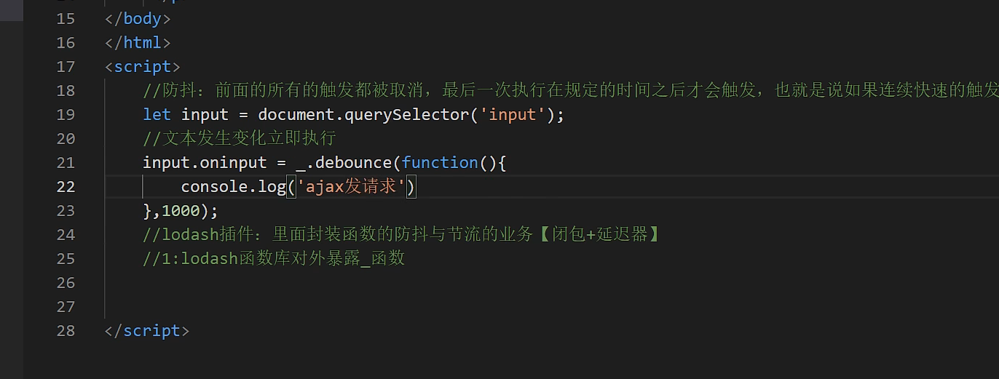 15 </body>
16 </html>
17 <script>
18 //防抖：前面的所有的触发都被取消，最后一次执行在规定的时间之后才会触发，也就是说如果连续快速的触发
19 let input = document.querySelector('input');
20 //文本发生变化立即执行
21 input.oninput = _.debounce(function(){
22 console.log('ajax发请求')
23 },1000);
24 //lodash插件：里面封装函数的防抖与节流的业务【闭包+延迟器】
25 //1:lodash函数库对外暴露_函数
26
27
28 </script>